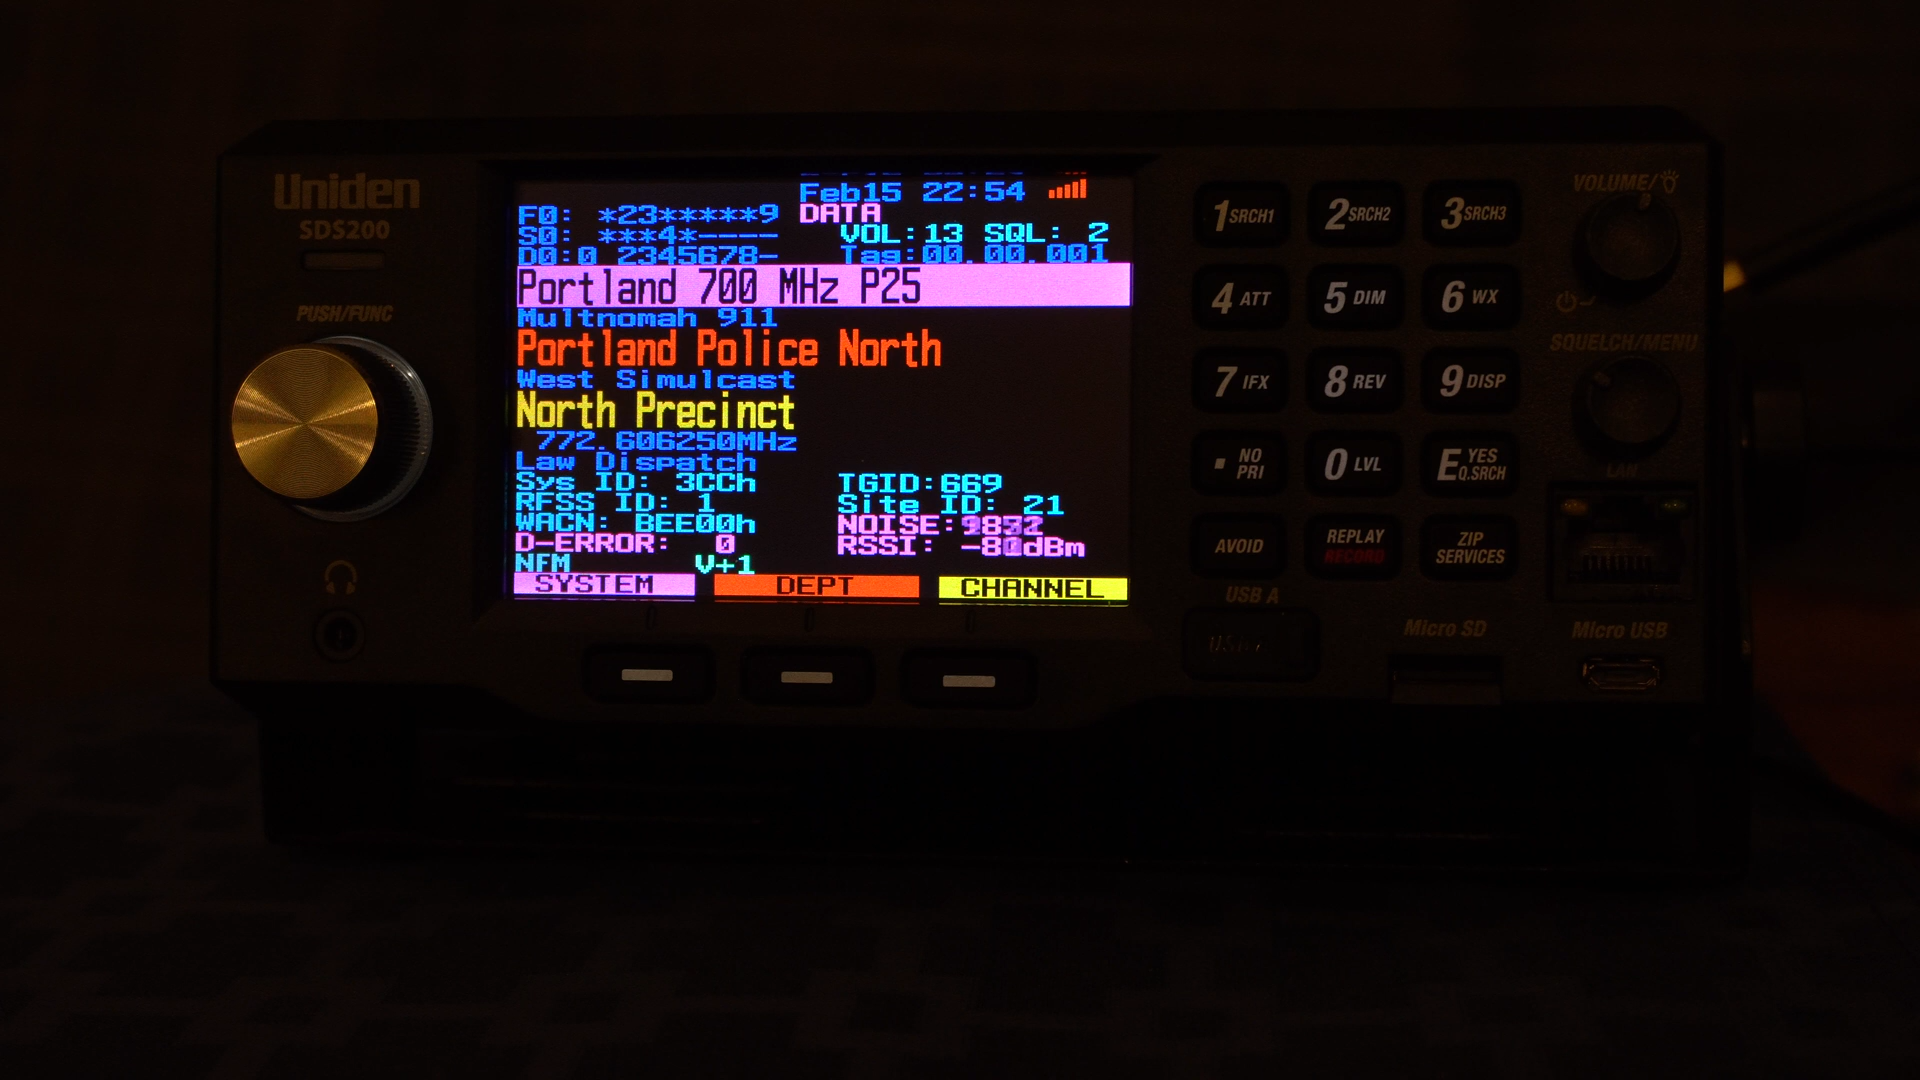 Uniden
SDS200
PUSH/FUNC
Feb15 22:54
F0: *23*****9 DATA
S0: ***4*---- VOL:13 SQL: 2
D0:0 2345678- Tag:00.00.001
Portland 700 MHz P25
Multnomah 911
Portland Police North
West Simulcast
North Precinct
772.606250MHz
Law Dispatch
Sys ID: 3CCh TGID:669
RFSS ID: 1 Site ID: 21
WACN: BEE00h NOISE:
D-ERROR: 0 RSSI:
NFM V+1
SYSTEM DEPT CHANNEL
1 SRCH1 2 SRCH2 3 SRCH3
4 ATT 5 DIM 6 WX
7 IFX 8 REV 9 DISP
. NO PRI 0 LVL E YES Q.SRCH
AVOID REPLAY RECORD ZIP SERVICES
VOLUME/
SQUELCH/MENU
LAN
USB A
Micro SD
Micro USB